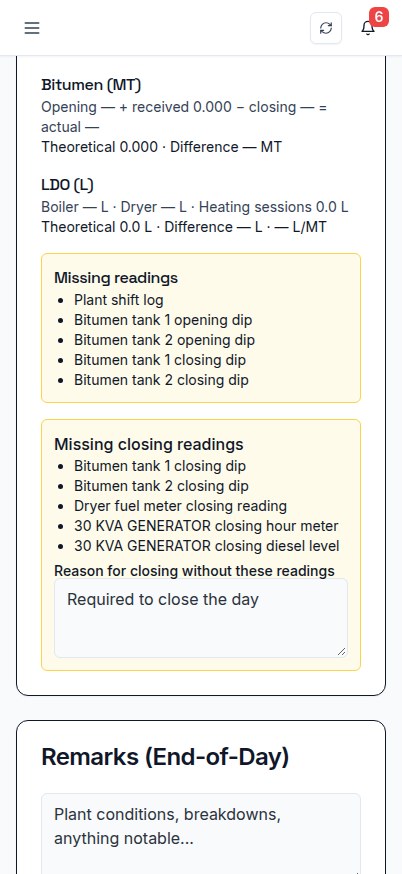 6
Bitumen (MT)
Opening — + received 0.000 − closing — =
actual —
Theoretical 0.000 · Difference — MT
LDO (L)
Boiler — L · Dryer — L · Heating sessions 0.0 L
Theoretical 0.0 L · Difference — L · — L/MT
Missing readings
• Plant shift log
• Bitumen tank 1 opening dip
• Bitumen tank 2 opening dip
• Bitumen tank 1 closing dip
• Bitumen tank 2 closing dip
Missing closing readings
• Bitumen tank 1 closing dip
• Bitumen tank 2 closing dip
• Dryer fuel meter closing reading
• 30 KVA GENERATOR closing hour meter
• 30 KVA GENERATOR closing diesel level
Reason for closing without these readings
Required to close the day
Remarks (End-of-Day)
Plant conditions, breakdowns,
anything notable...